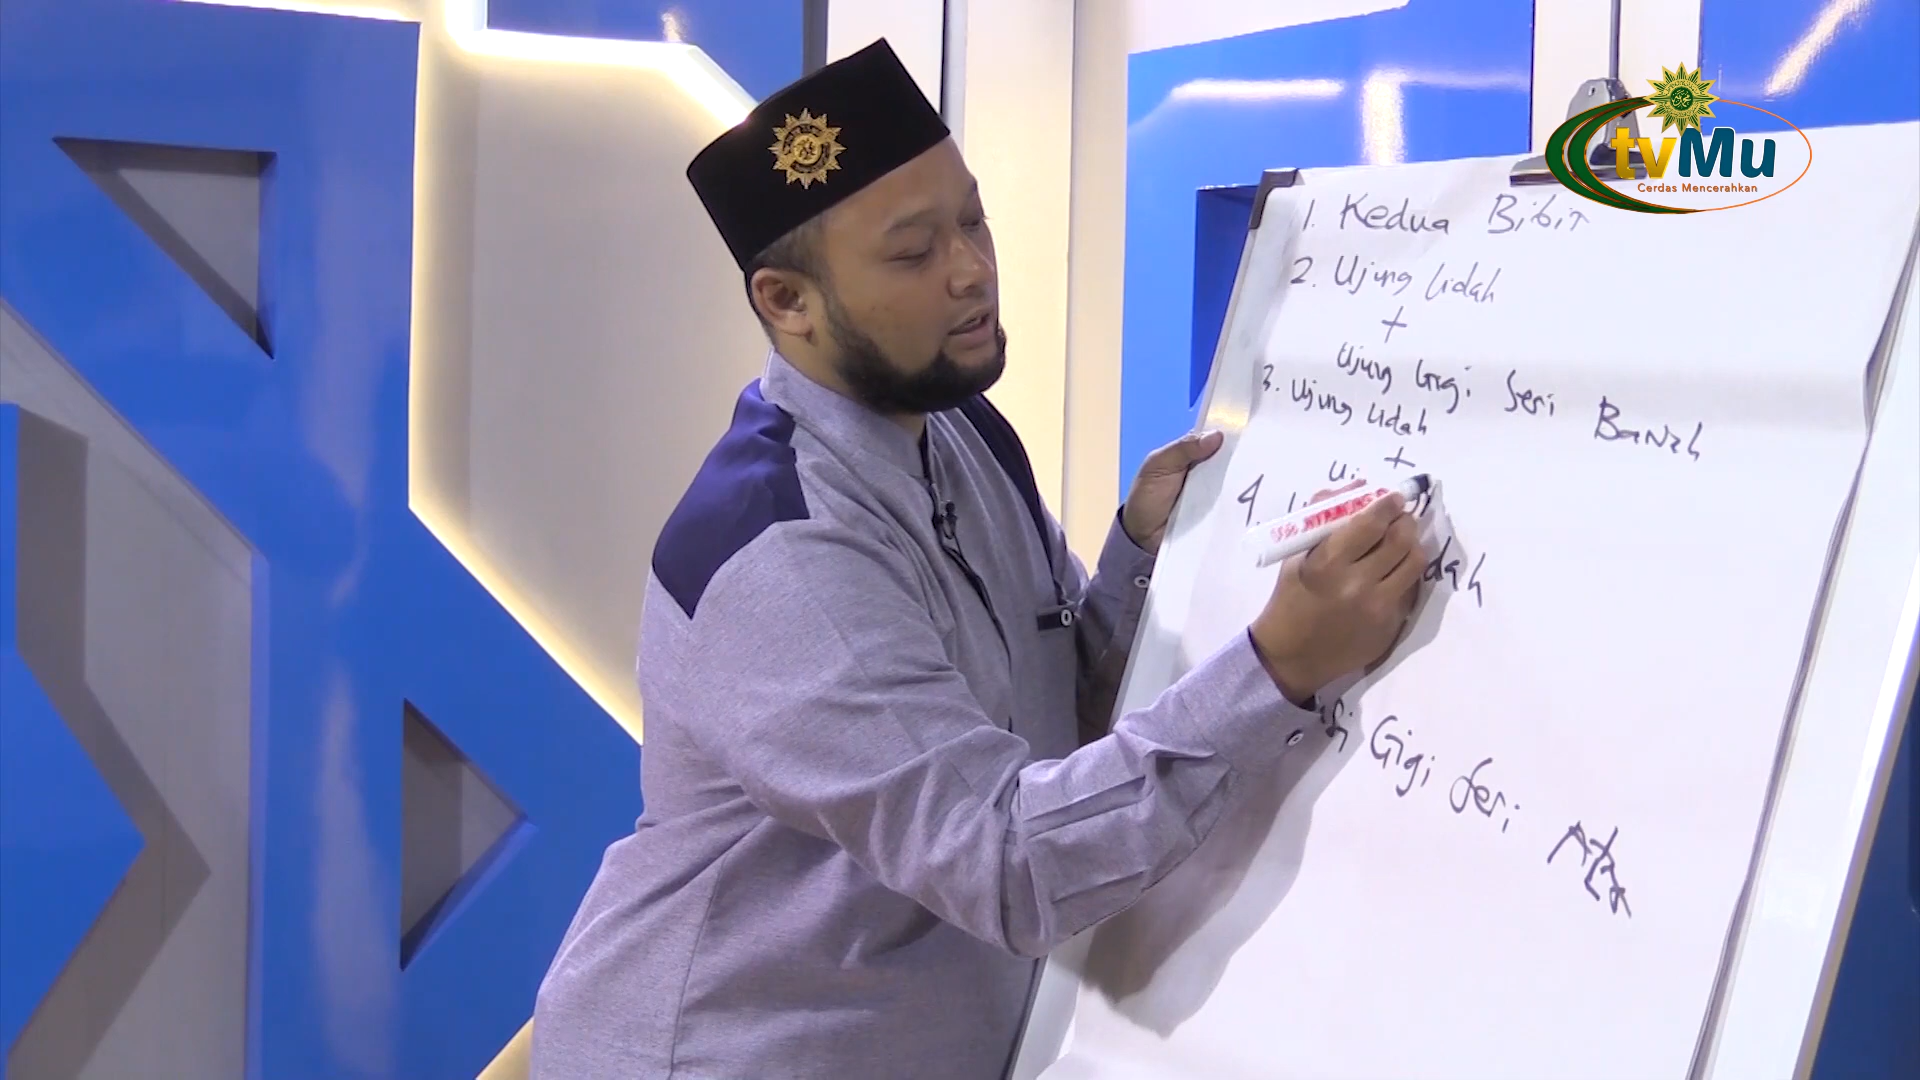 tvMu
Cerdas Mencerahkan
1. Kedua Bibir
2. Ujung Lidah
+
Ujung Gigi Seri Bawah
3. Ujung Lidah
+
4.
Gigi Seri Atas